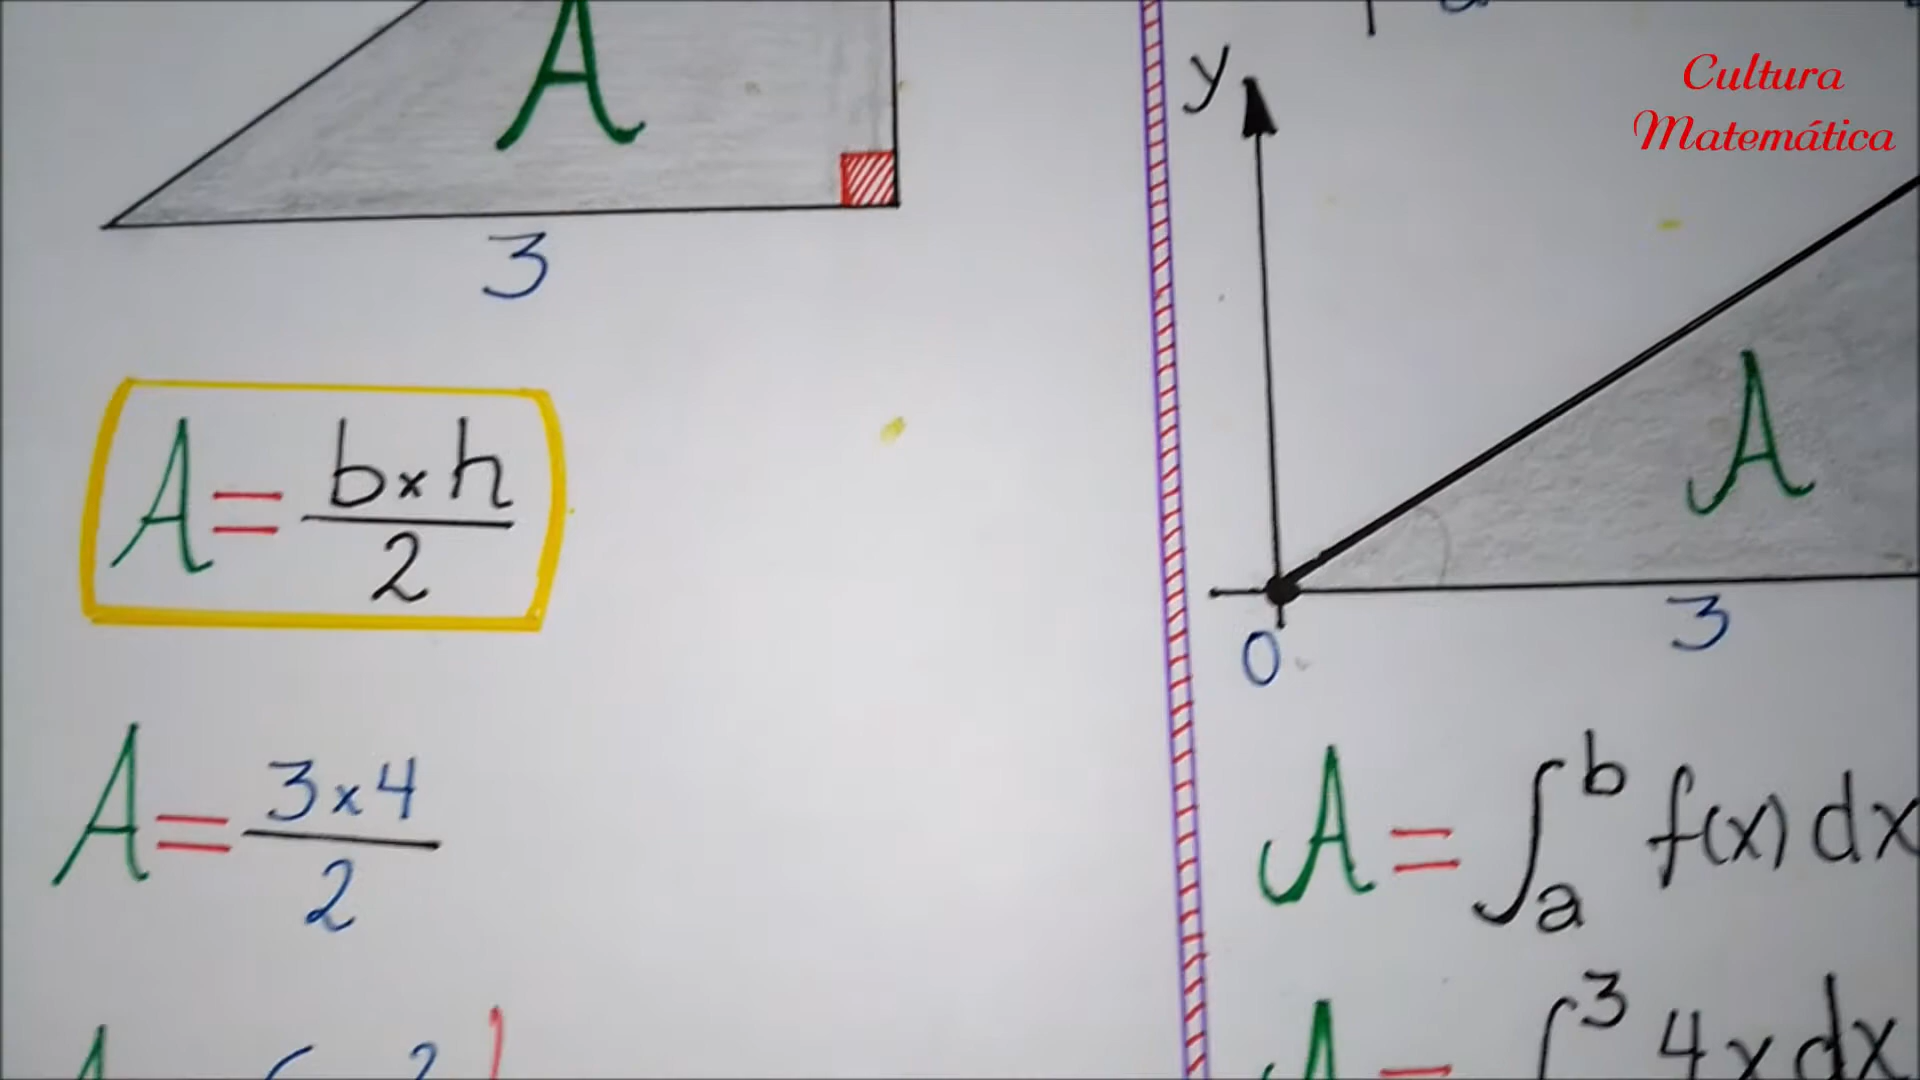 A
3
A = b×h
2
A = 3×4
2
Cultura
Matemática
y
A
0
3
A = ∫ₐᵇ f(x) dx